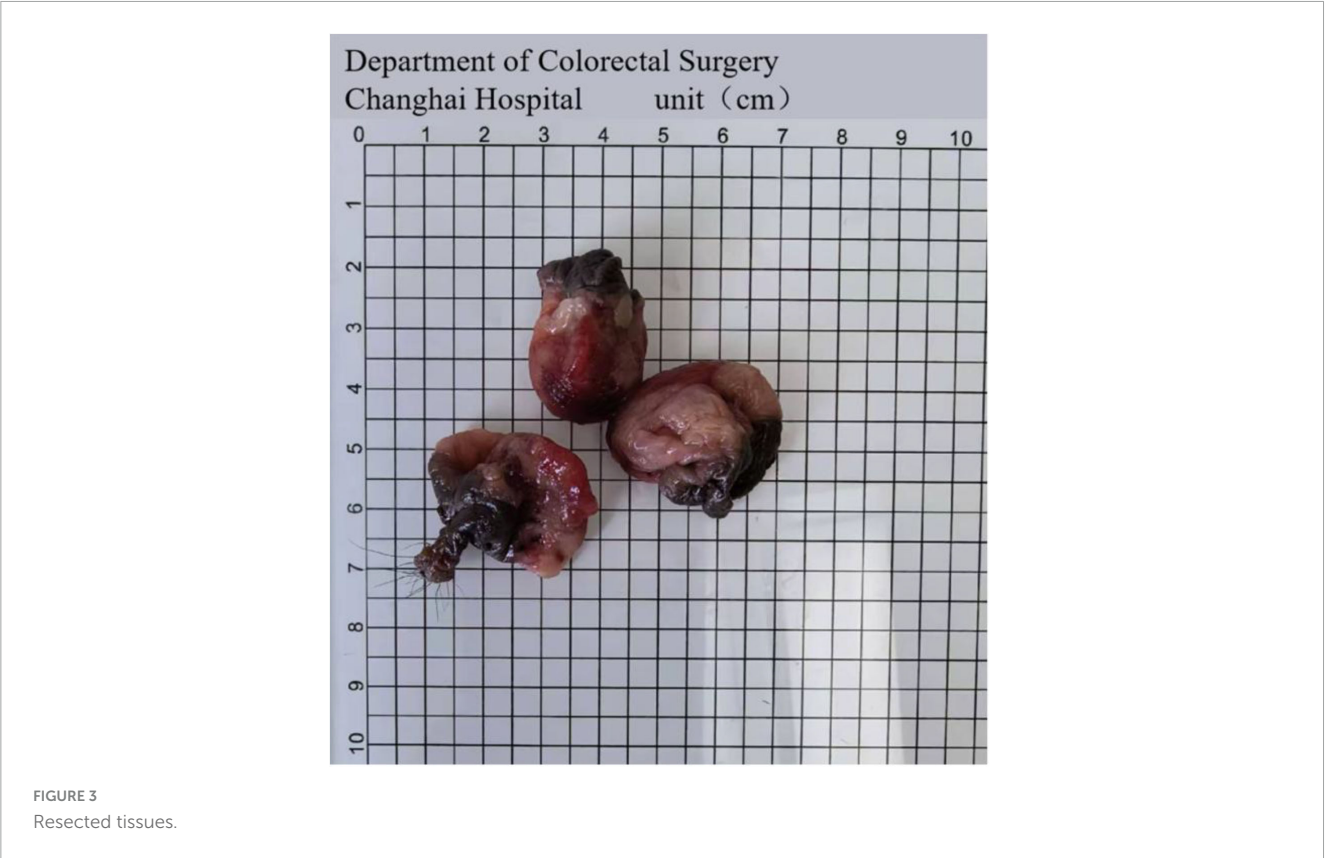 Department of Colorectal Surgery
Changhai Hospital unit（cm）
0 1 2 3 4 5 6 7 8 9 10
1
2
3
4
5
6
7
8
9
10
FIGURE 3
Resected tissues.